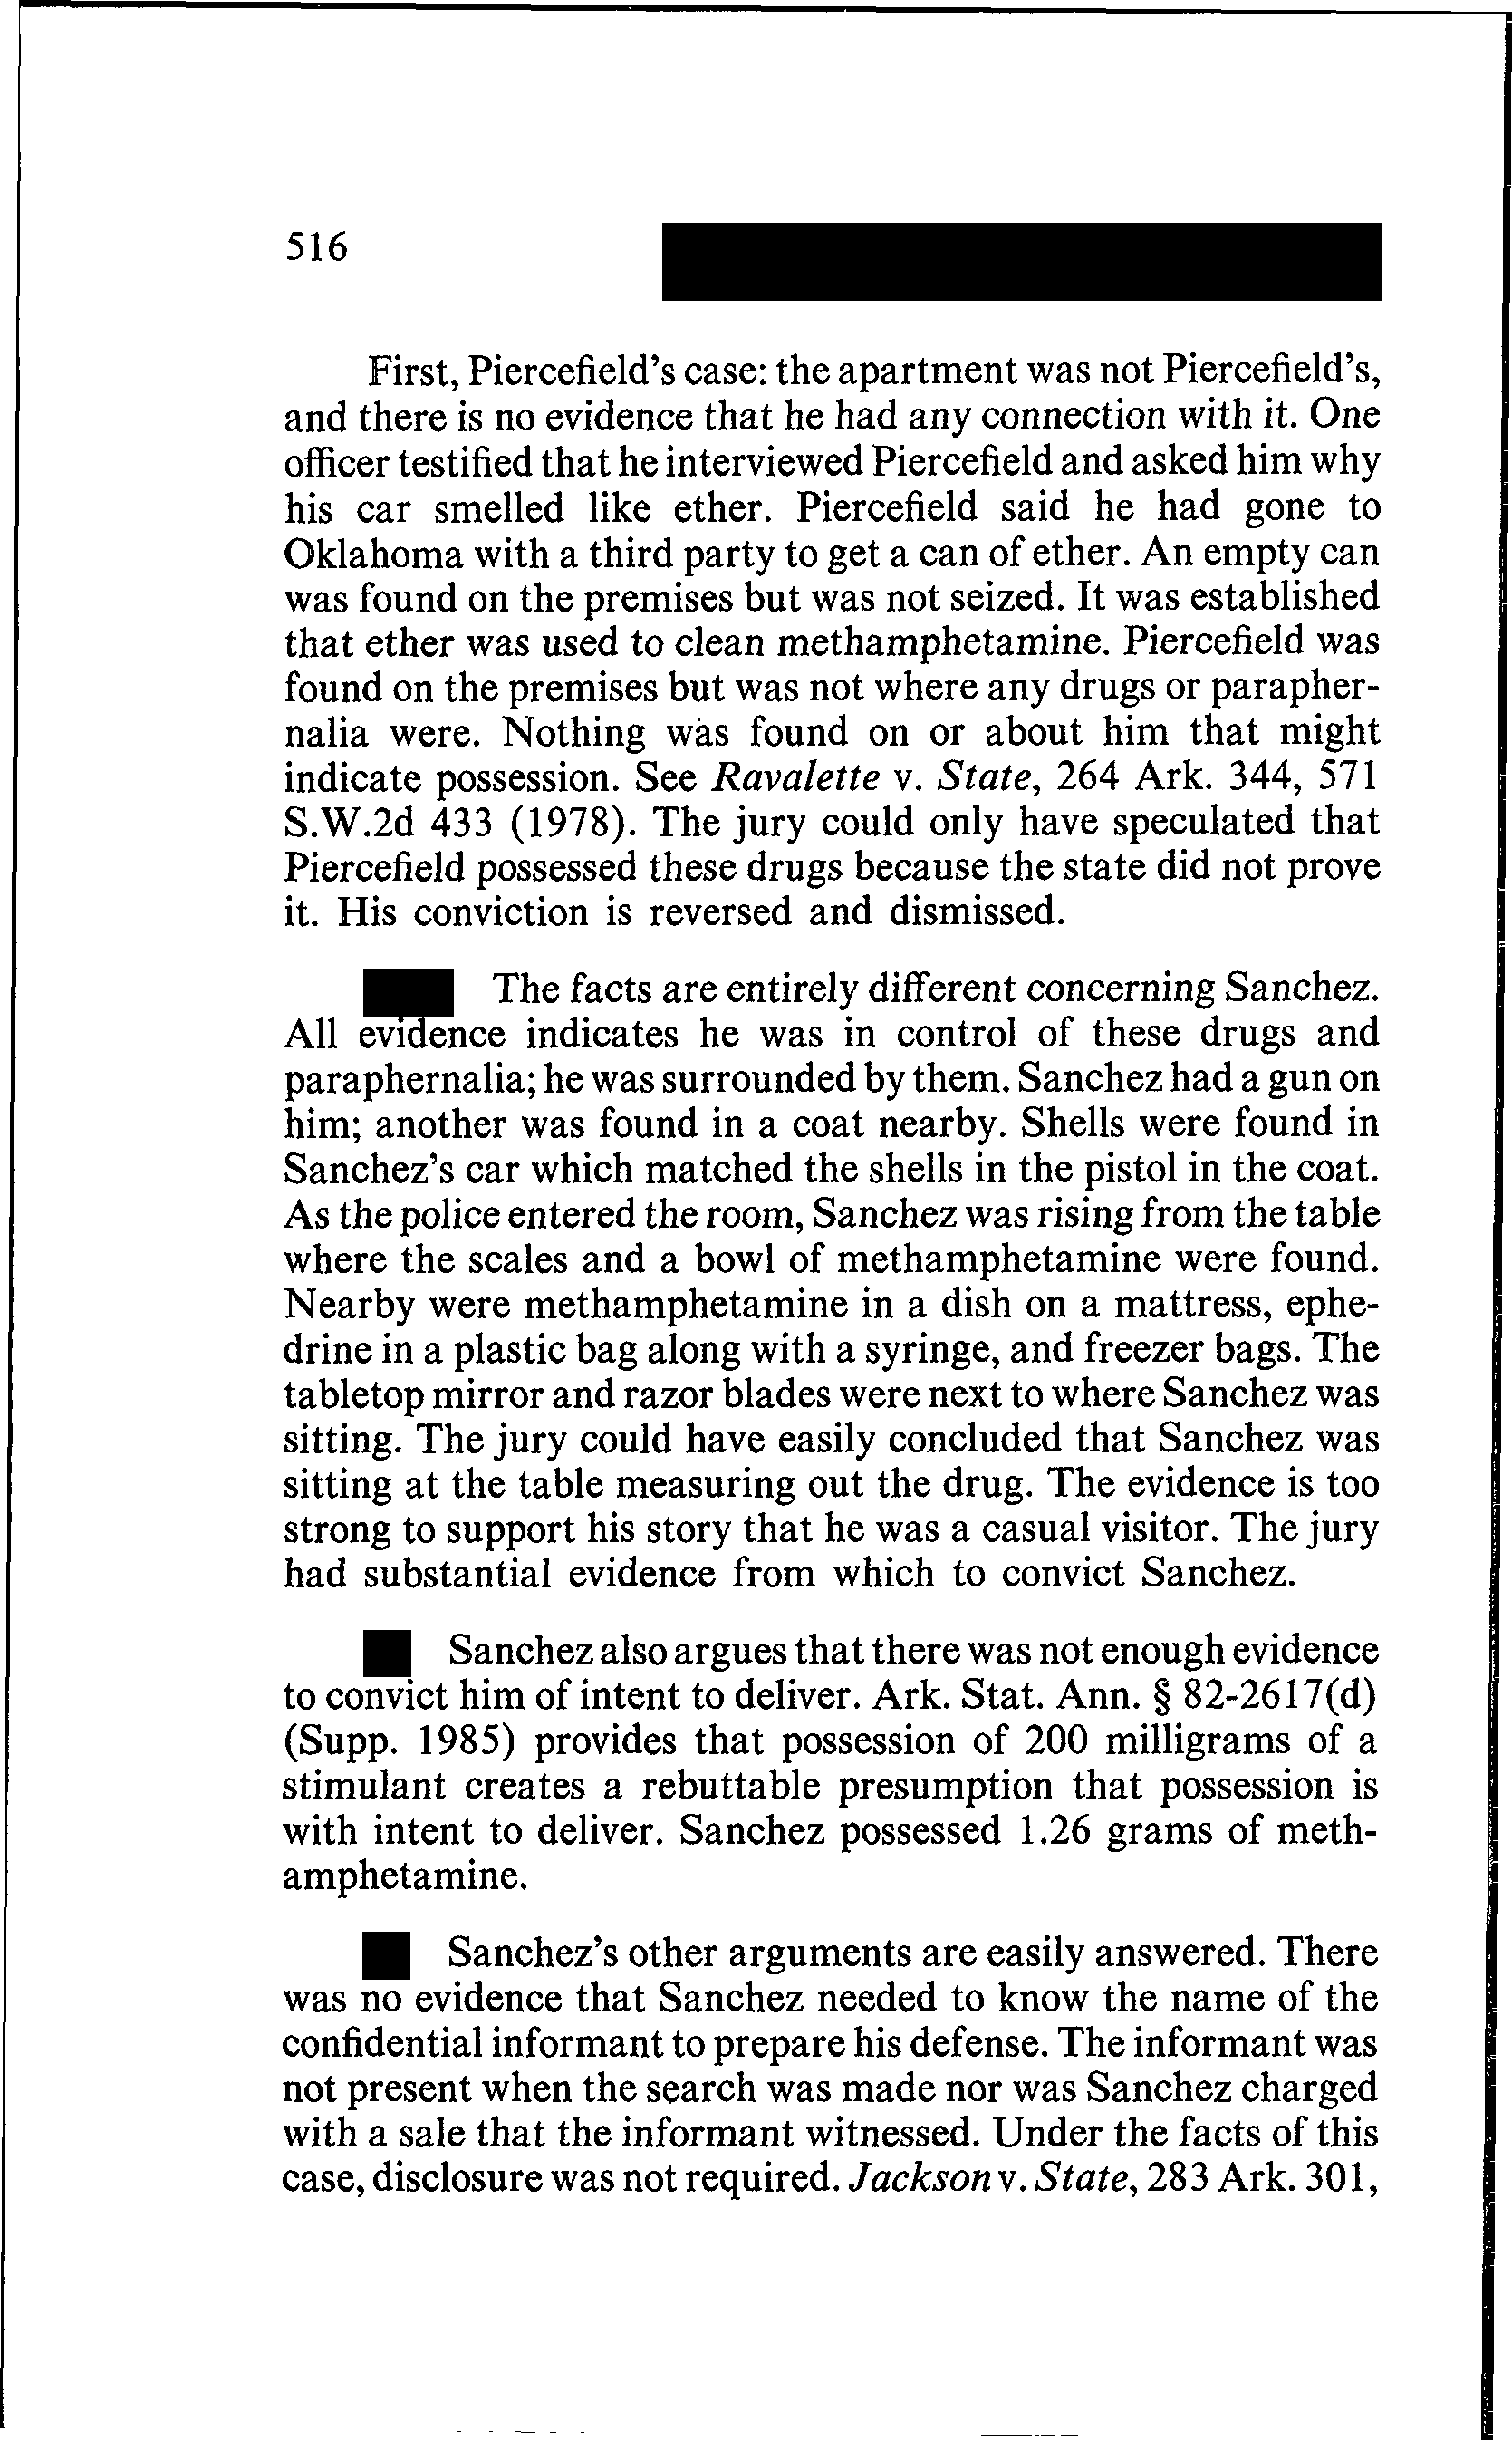 516
First, Piercefield's case: the apartment was not Piercefield's,
and there is no evidence that he had any connection with it. One
officer testified that he interviewed Piercefield and asked him why
his car smelled like ether. Piercefield said he had gone to
Oklahoma with a third party to get a can of ether. An empty can
was found on the premises but was not seized. It was established
that ether was used to clean methamphetamine. Piercefield was
found on the premises but was not where any drugs or parapher-
nalia were. Nothing was found on or about him that might
indicate possession. See Ravalette v. State, 264 Ark. 344, 571
S.W.2d 433 (1978). The jury could only have speculated that
Piercefield possessed these drugs because the state did not prove
it. His conviction is reversed and dismissed.
The facts are entirely different concerning Sanchez.
All evidence indicates he was in control of these drugs and
paraphernalia; he was surrounded by them. Sanchez had a gun on
him; another was found in a coat nearby. Shells were found in
Sanchez's car which matched the shells in the pistol in the coat.
As the police entered the room, Sanchez was rising from the table
where the scales and a bowl of methamphetamine were found.
Nearby were methamphetamine in a dish on a mattress, ephe-
drine in a plastic bag along with a syringe, and freezer bags. The
tabletop mirror and razor blades were next to where Sanchez was
sitting. The jury could have easily concluded that Sanchez was
sitting at the table measuring out the drug. The evidence is too
strong to support his story that he was a casual visitor. The jury
had substantial evidence from which to convict Sanchez.
Sanchez also argues that there was not enough evidence
to convict him of intent to deliver. Ark. Stat. Ann. § 82-2617(d)
(Supp. 1985) provides that possession of 200 milligrams of a
stimulant creates a rebuttable presumption that possession is
with intent to deliver. Sanchez possessed 1.26 grams of meth-
amphetamine.
Sanchez's other arguments are easily answered. There
was no evidence that Sanchez needed to know the name of the
confidential informant to prepare his defense. The informant was
not present when the search was made nor was Sanchez charged
with a sale that the informant witnessed. Under the facts of this
case, disclosure was not required. Jackson v. State, 283 Ark. 301,